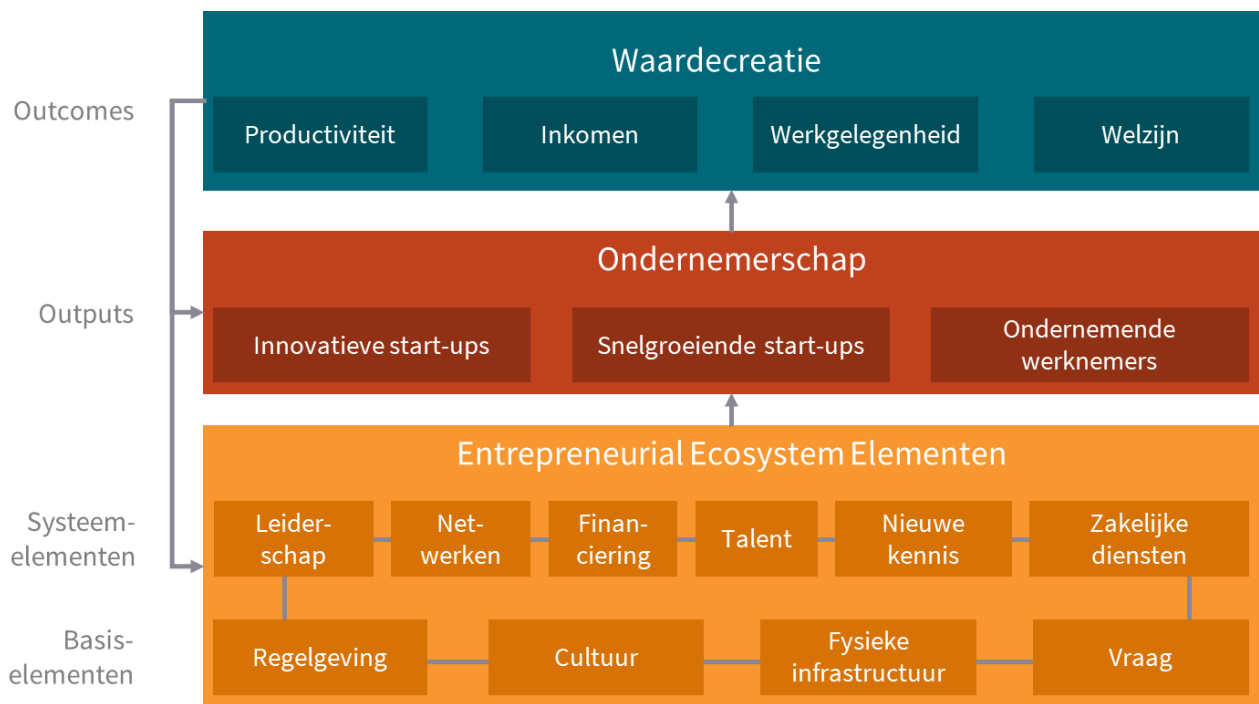 Waardecreatie
Outcomes
Productiviteit
Inkomen
Werkgelegenheid
Welzijn
Ondernemerschap
Outputs
Innovatieve start-ups
Snelgroeiende start-ups
Ondernemende
werknemers
Entrepreneurial Ecosystem Elementen
Systeem-
elementen
Leider-
schap
Net-
werken
Finan-
ciering
Talent
Nieuwe
kennis
Zakelijke
diensten
Basis-
elementen
Regelgeving
Cultuur
Fysieke
infrastructuur
Vraag